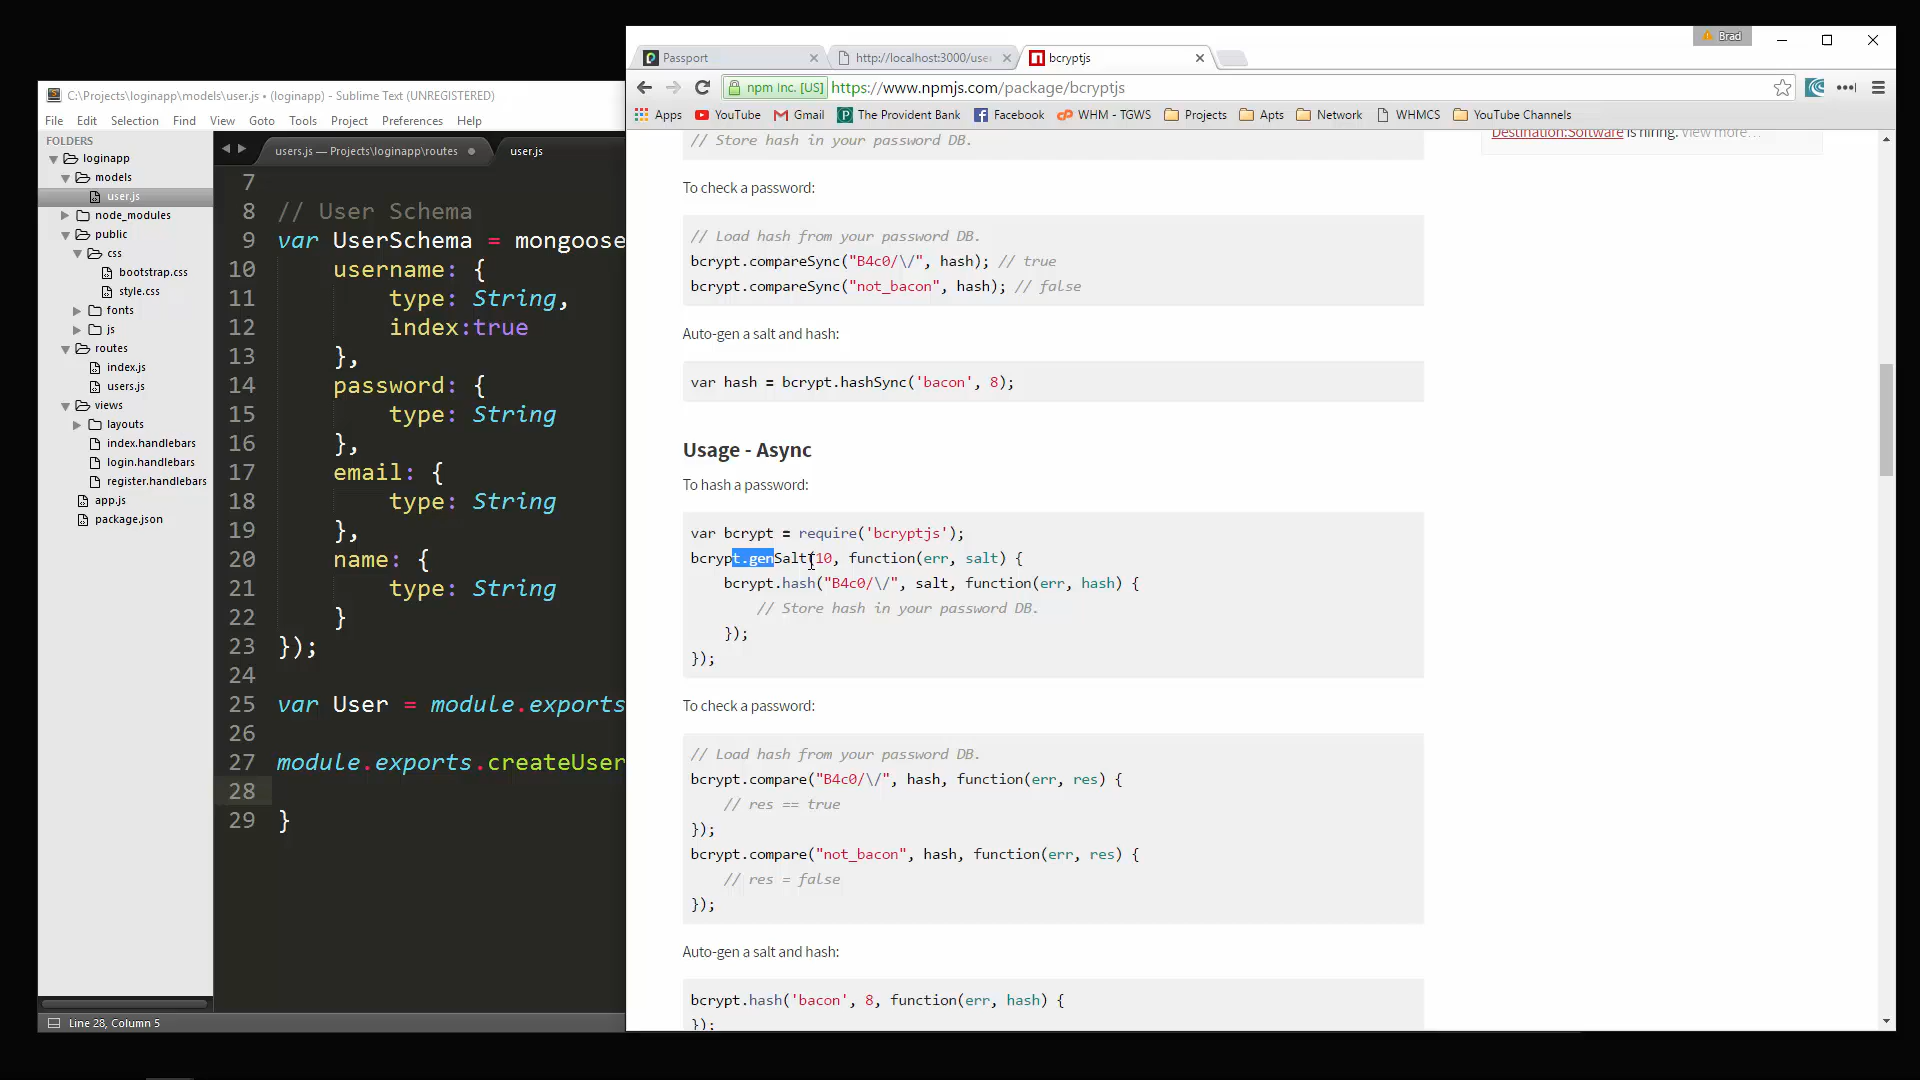 Brad
Passport
http://localhost:3000/use
bcryptjs
npm Inc. [US]
https://www.npmjs.com/package/bcryptjs
Apps
YouTube
Gmail
The Provident Bank
Facebook
WHM - TGWS
Projects
Apts
Network
WHMCS
YouTube Channels
C:\Projects\loginapp\models\user.js • (loginapp) - Sublime Text (UNREGISTERED)
File Edit Selection Find View Goto Tools Project Preferences Help
FOLDERS
loginapp
models
user.js
node_modules
public
css
bootstrap.css
style.css
fonts
js
routes
index.js
users.js
views
layouts
index.handlebars
login.handlebars
register.handlebars
app.js
package.json
users.js — Projects\loginapp\routes
user.js
7
8 // User Schema
9 var UserSchema = mongoose
10 username: {
11 type: String,
12 index:true
13 },
14 password: {
15 type: String
16 },
17 email: {
18 type: String
19 },
20 name: {
21 type: String
22 }
23 });
24
25 var User = module.exports
26
27 module.exports.createUser
28
29 }
Line 28, Column 5
// Store hash in your password DB.
Destination:Software is hiring. View more…
To check a password:
// Load hash from your password DB.
bcrypt.compareSync("B4c0/\/", hash); // true
bcrypt.compareSync("not_bacon", hash); // false
Auto-gen a salt and hash:
var hash = bcrypt.hashSync('bacon', 8);
Usage - Async
To hash a password:
var bcrypt = require('bcryptjs');
bcrypt.genSalt(10, function(err, salt) {
bcrypt.hash("B4c0/\/", salt, function(err, hash) {
// Store hash in your password DB.
});
});
To check a password:
// Load hash from your password DB.
bcrypt.compare("B4c0/\/", hash, function(err, res) {
// res == true
});
bcrypt.compare("not_bacon", hash, function(err, res) {
// res = false
});
Auto-gen a salt and hash:
bcrypt.hash('bacon', 8, function(err, hash) {
});